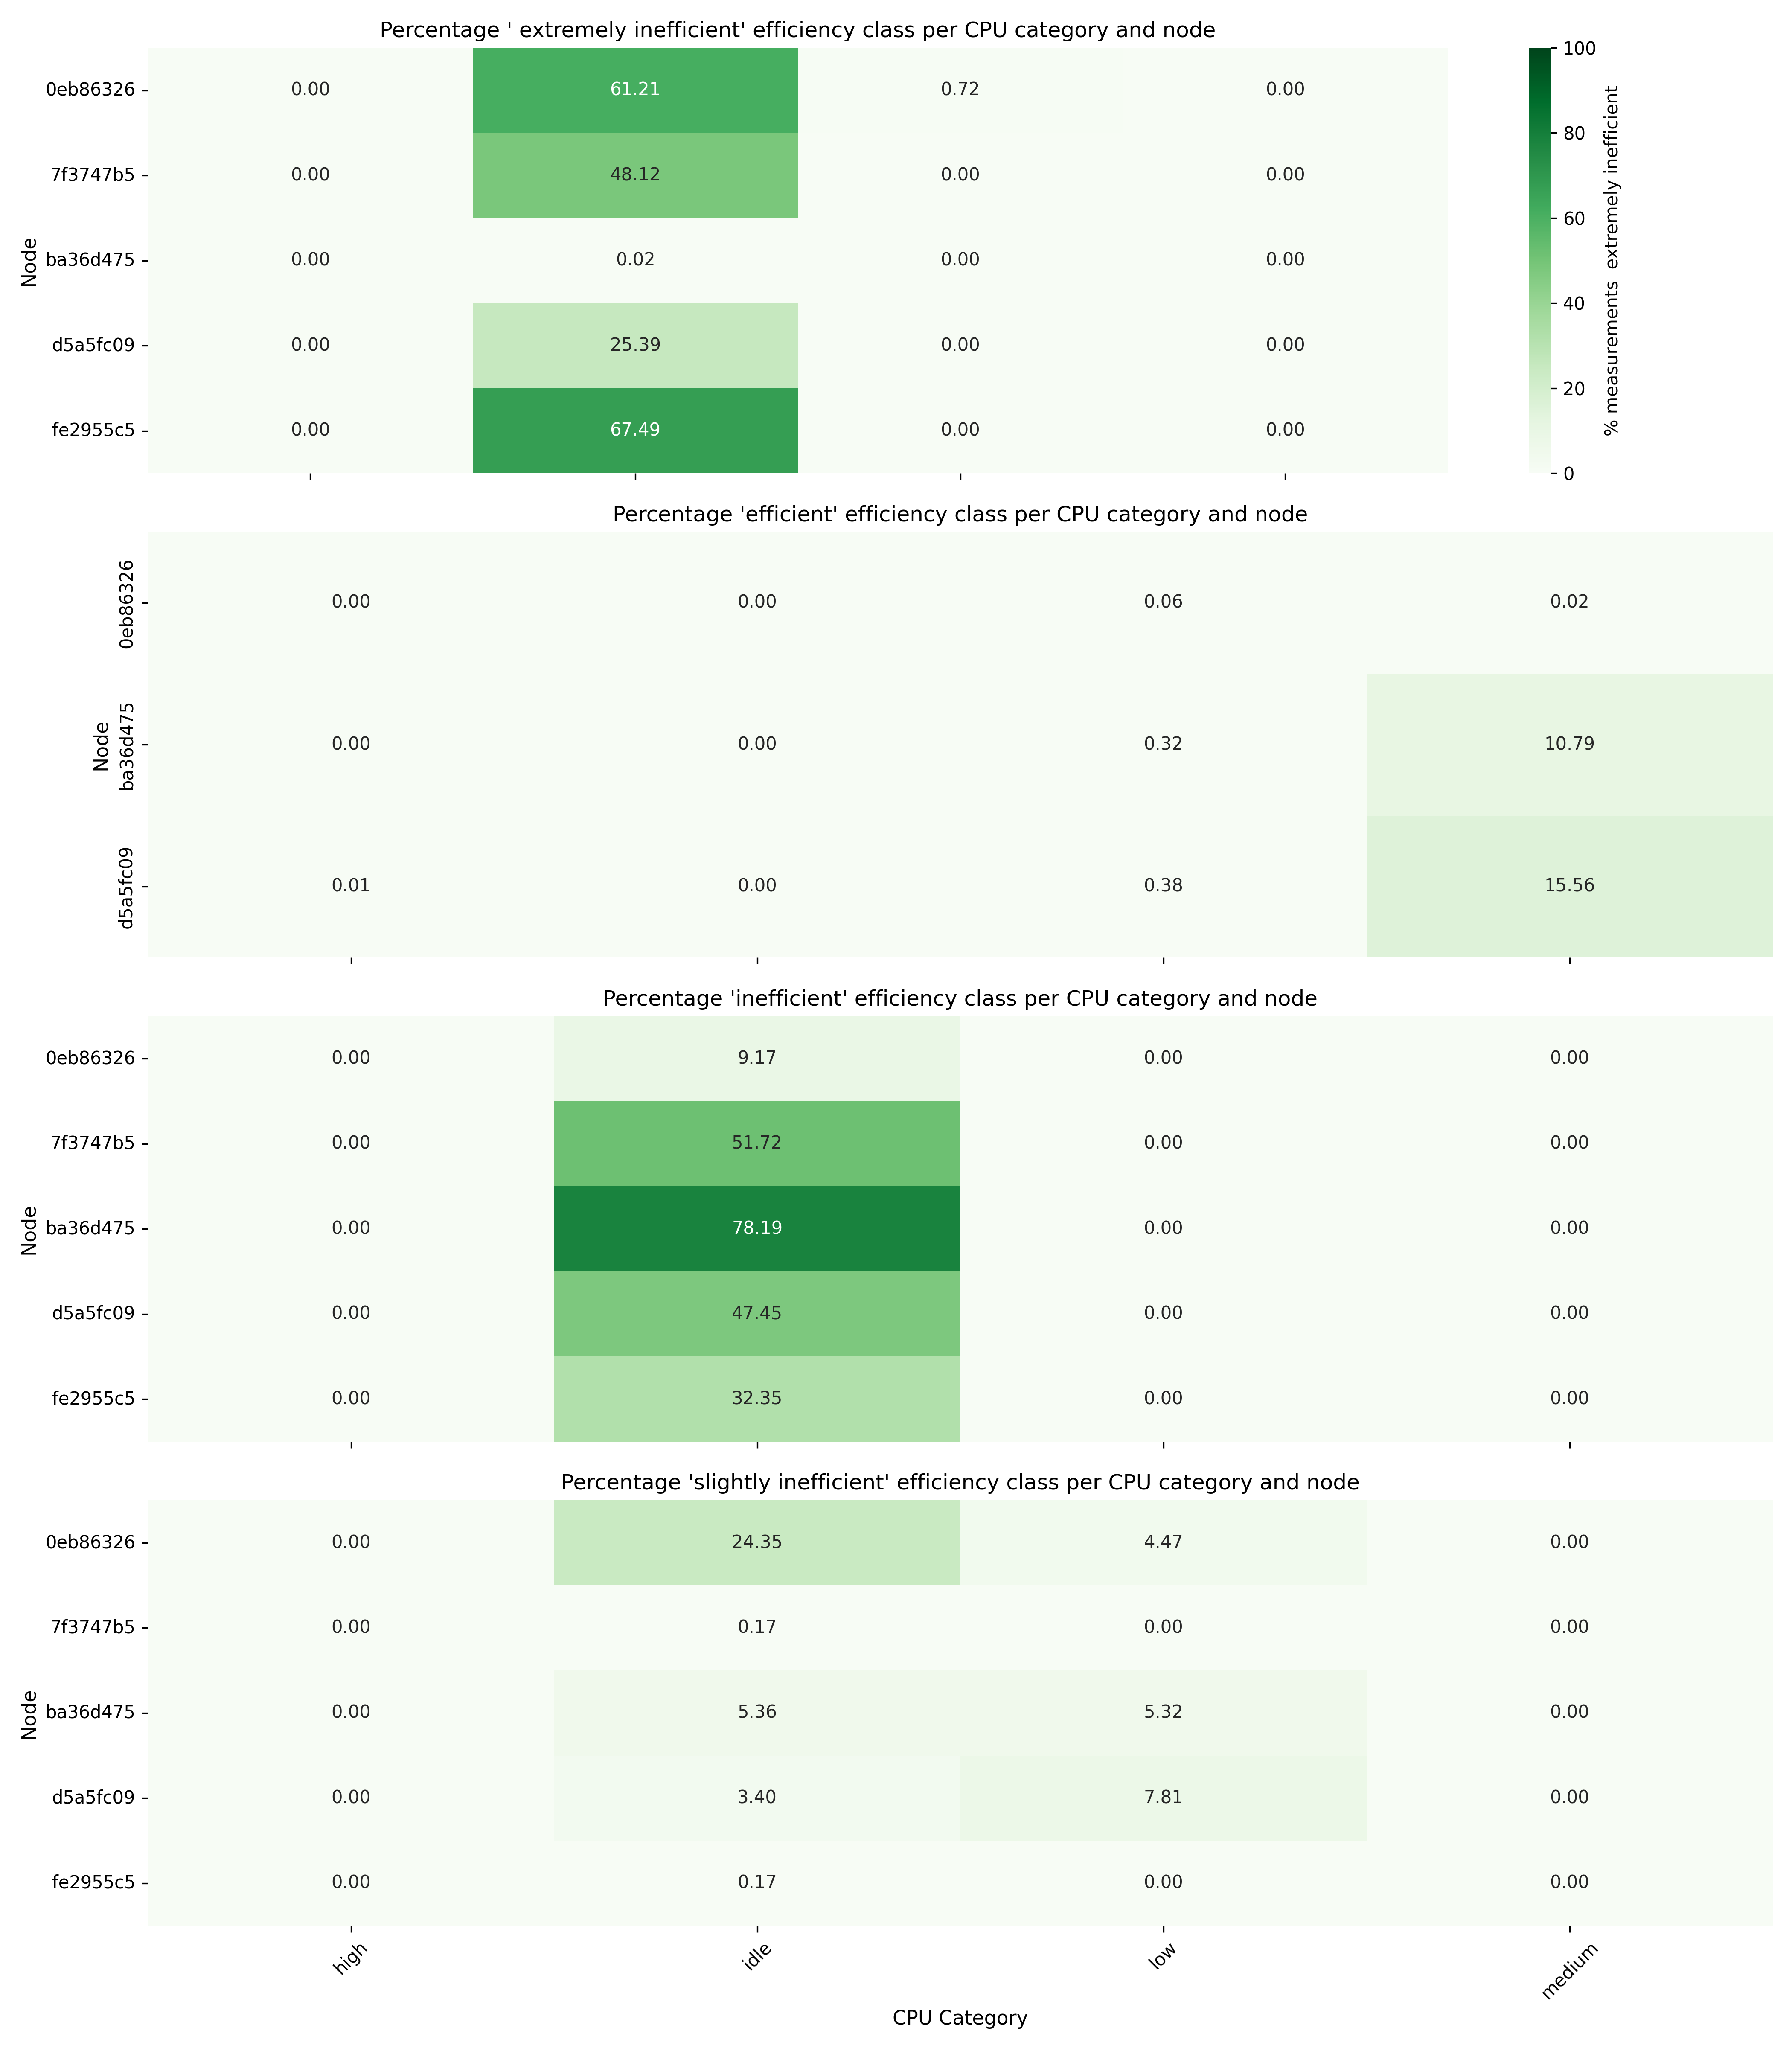 Percentage ' extremely inefficient' efficiency class per CPU category and node
0eb86326 0.00 61.21 0.72 0.00
7f3747b5 0.00 48.12 0.00 0.00
ba36d475 0.00 0.02 0.00 0.00
d5a5fc09 0.00 25.39 0.00 0.00
fe2955c5 0.00 67.49 0.00 0.00
Node
100
80
60
40
20
0
% measurements  extremely inefficient
Percentage 'efficient' efficiency class per CPU category and node
0eb86326 0.00 0.00 0.06 0.02
ba36d475 0.00 0.00 0.32 10.79
d5a5fc09 0.01 0.00 0.38 15.56
Node
Percentage 'inefficient' efficiency class per CPU category and node
0eb86326 0.00 9.17 0.00 0.00
7f3747b5 0.00 51.72 0.00 0.00
ba36d475 0.00 78.19 0.00 0.00
d5a5fc09 0.00 47.45 0.00 0.00
fe2955c5 0.00 32.35 0.00 0.00
Node
Percentage 'slightly inefficient' efficiency class per CPU category and node
0eb86326 0.00 24.35 4.47 0.00
7f3747b5 0.00 0.17 0.00 0.00
ba36d475 0.00 5.36 5.32 0.00
d5a5fc09 0.00 3.40 7.81 0.00
fe2955c5 0.00 0.17 0.00 0.00
Node
high idle low medium
CPU Category